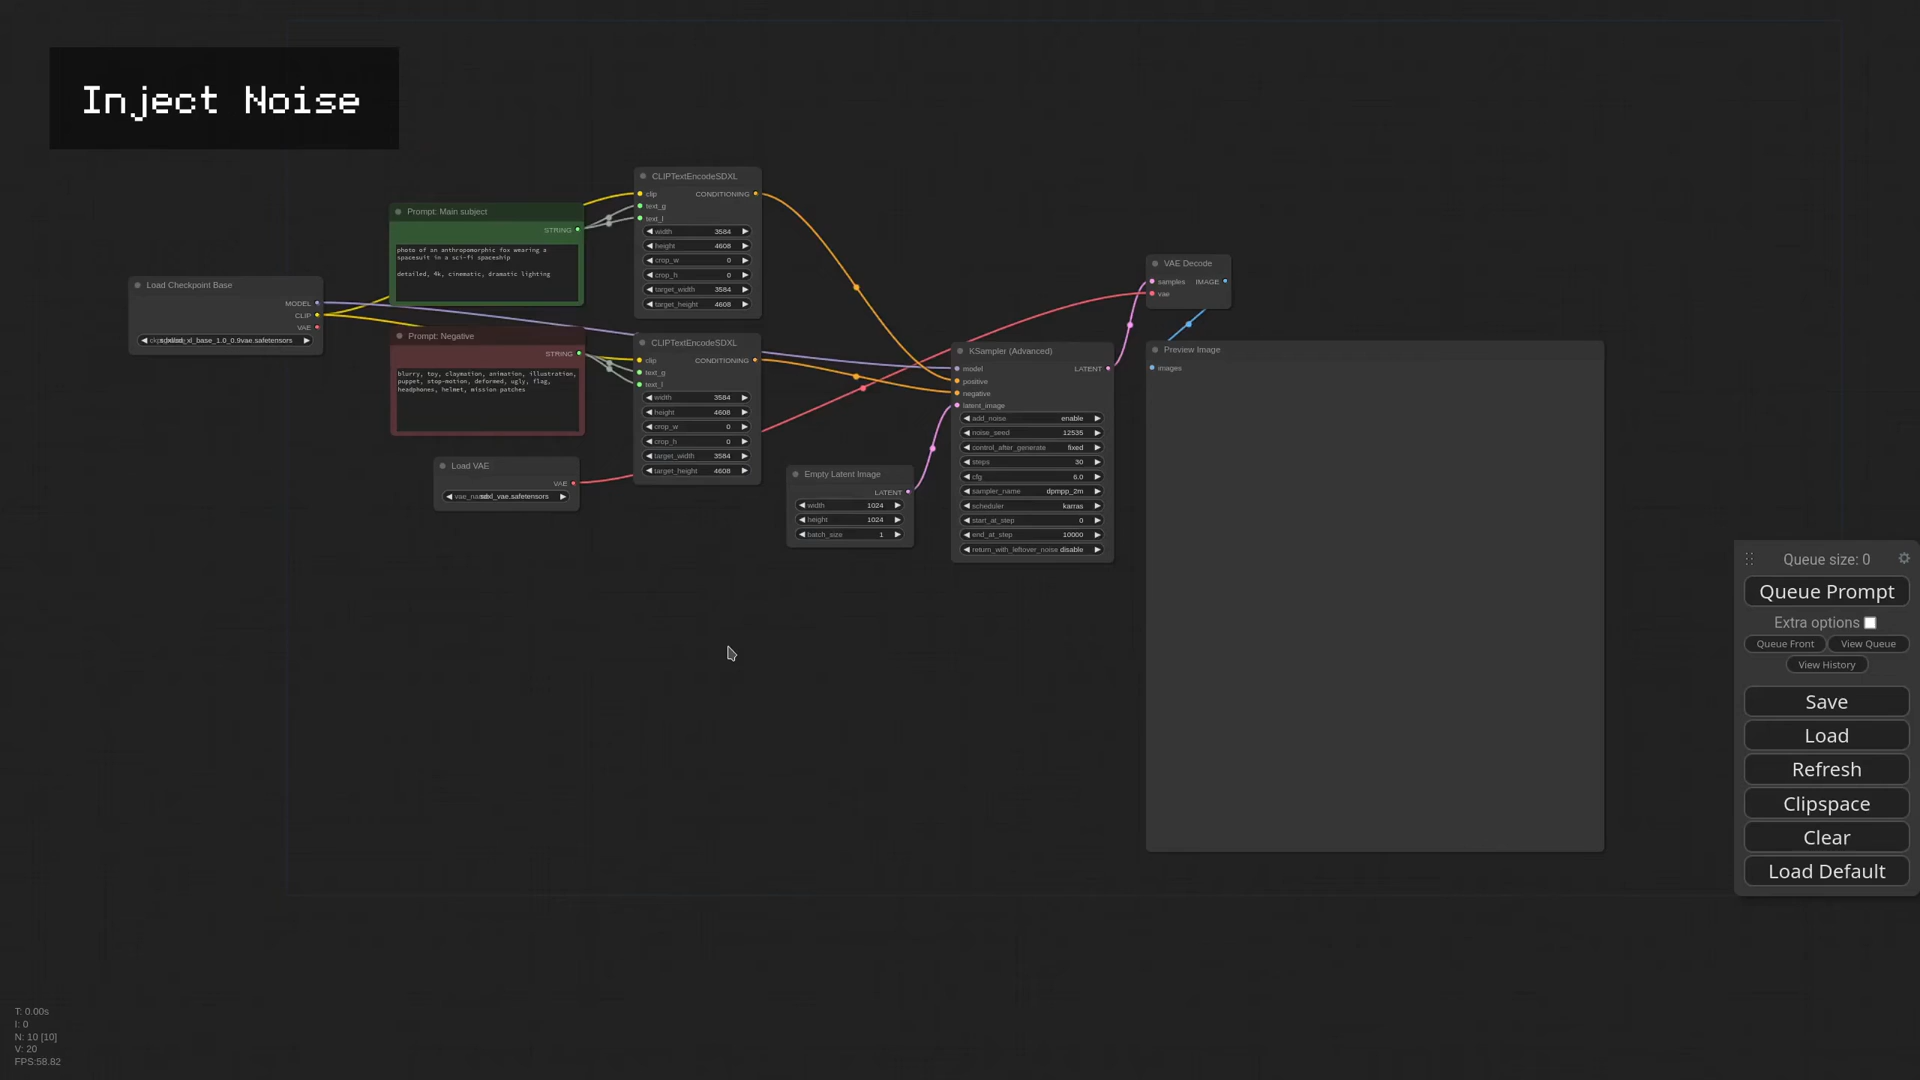 Inject Noise
CLIPTextEncodeSDXL
clip CONDITIONING
text_g
text_l
width 3584
height 4608
crop_w 0
crop_h 0
target_width 3584
target_height 4608
Prompt: Main subject
STRING
photo of an anthropomorphic fox wearing a
spacesuit in a sci-fi spaceship
detailed, 4k, cinematic, dramatic lighting
Load Checkpoint Base
MODEL
CLIP
VAE
xl_base_1.0_0.9vae.safetensors
Prompt: Negative
STRING
blurry, toy, claymation, animation, illustration,
puppet, stop-motion, deformed, ugly, flag,
headphones, helmet, mission patches
CLIPTextEncodeSDXL
clip CONDITIONING
text_g
text_l
width 3584
height 4608
crop_w 0
crop_h 0
target_width 3584
target_height 4608
Load VAE
VAE
sdxl_vae.safetensors
Empty Latent Image
LATENT
width 1024
height 1024
batch_size 1
KSampler (Advanced)
model LATENT
positive
negative
latent_image
add_noise enable
noise_seed 12535
control_after_generate fixed
steps 30
cfg 6.0
sampler_name dpmpp_2m
scheduler karras
start_at_step 0
end_at_step 10000
return_with_leftover_noise disable
VAE Decode
samples IMAGE
vae
Preview Image
images
Queue size: 0
Queue Prompt
Extra options
Queue Front View Queue
View History
Save
Load
Refresh
Clipspace
Clear
Load Default
T: 0.00s
I: 0
N: 10 [10]
V: 20
FPS:58.82